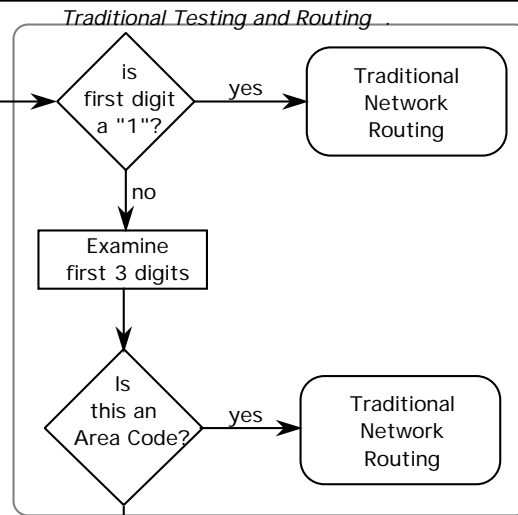 Traditional Testing and Routing .
is
first digit
a "1"?
yes
Traditional
Network
Routing
no
Examine
first 3 digits
Is
this an
Area Code?
yes
Traditional
Network
Routing